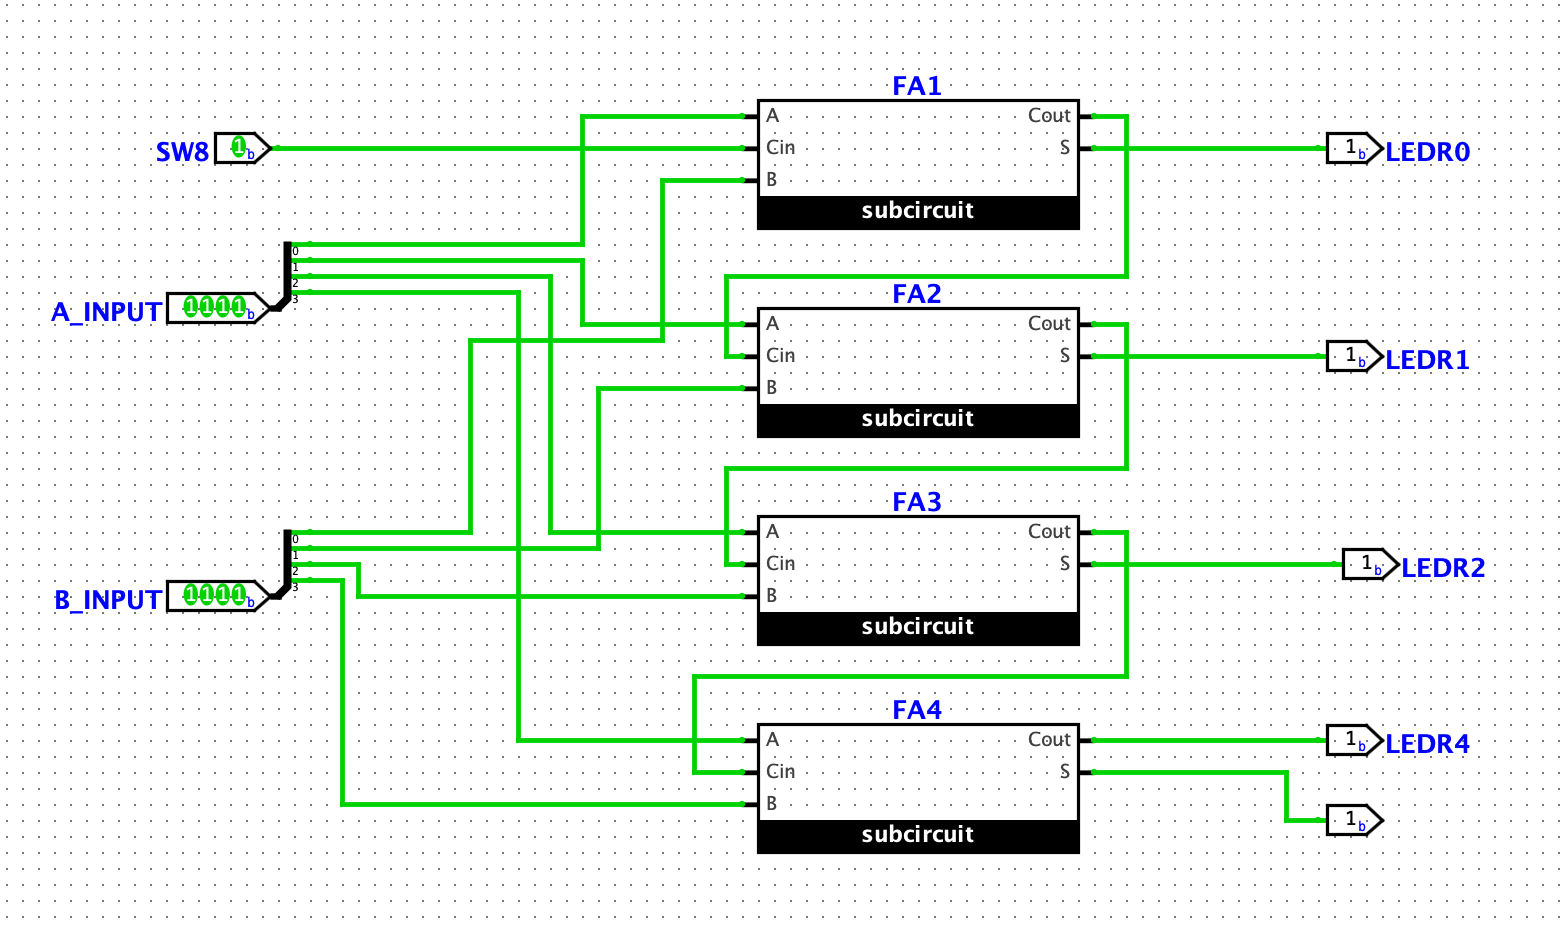 FA1
A Cout
SW8 1b Cin S 1b LEDR0
B
subcircuit
0
1
2
3
A_INPUT 1111b
FA2
A Cout
Cin S 1b LEDR1
B
subcircuit
FA3
A Cout
0
1
2
3
Cin S 1b LEDR2
B_INPUT 1111b
B
subcircuit
FA4
A Cout 1b LEDR4
Cin S
B
1b
subcircuit